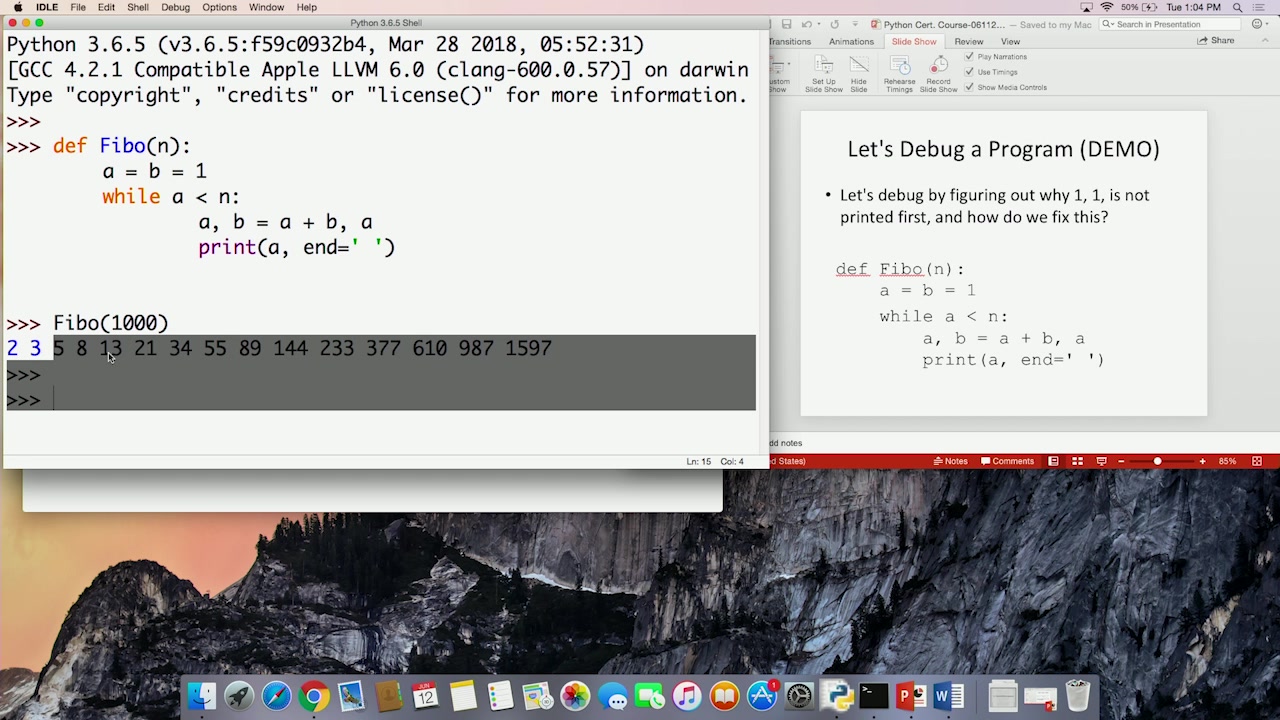 IDLE File Edit Shell Debug Options Window Help
50% Tue 1:04 PM
Python 3.6.5 Shell
Python 3.6.5 (v3.6.5:f59c0932b4, Mar 28 2018, 05:52:31)
[GCC 4.2.1 Compatible Apple LLVM 6.0 (clang-600.0.57)] on darwin
Type "copyright", "credits" or "license()" for more information.
>>>
>>> def Fibo(n):
a = b = 1
while a < n:
a, b = a + b, a
print(a, end=' ')
>>> Fibo(1000)
2 3 5 8 13 21 34 55 89 144 233 377 610 987 1597
>>>
>>>
Ln: 15 Col: 4
Python Cert. Course-06112... — Saved to my Mac
Search in Presentation
ransitions Animations Slide Show Review View
Share
ustom Show
Set Up Slide Show
Hide Slide
Rehearse Timings
Record Slide Show
Play Narrations
Use Timings
Show Media Controls
Let's Debug a Program (DEMO)
• Let's debug by figuring out why 1, 1, is not
printed first, and how do we fix this?
def Fibo(n):
a = b = 1
while a < n:
a, b = a + b, a
print(a, end=' ')
dd notes
d States)
Notes Comments
85%
JUN
12
1